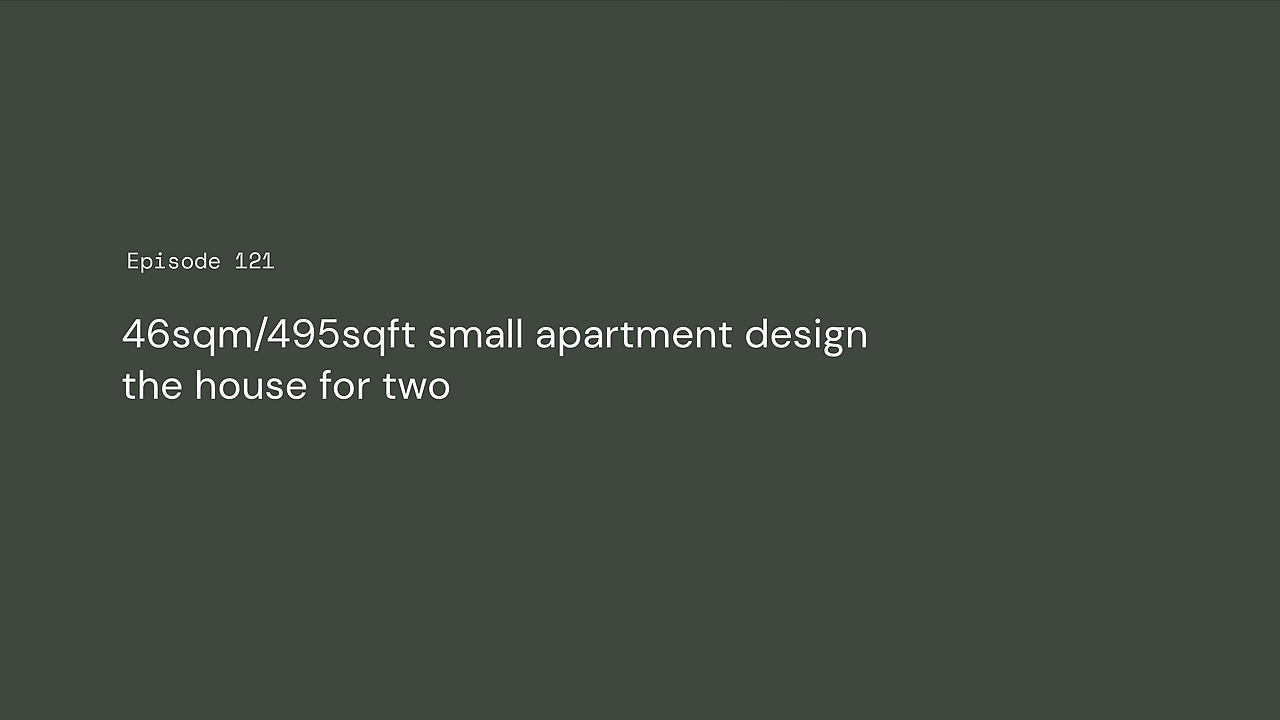 Episode 121
46sqm/495sqft small apartment design
the house for two